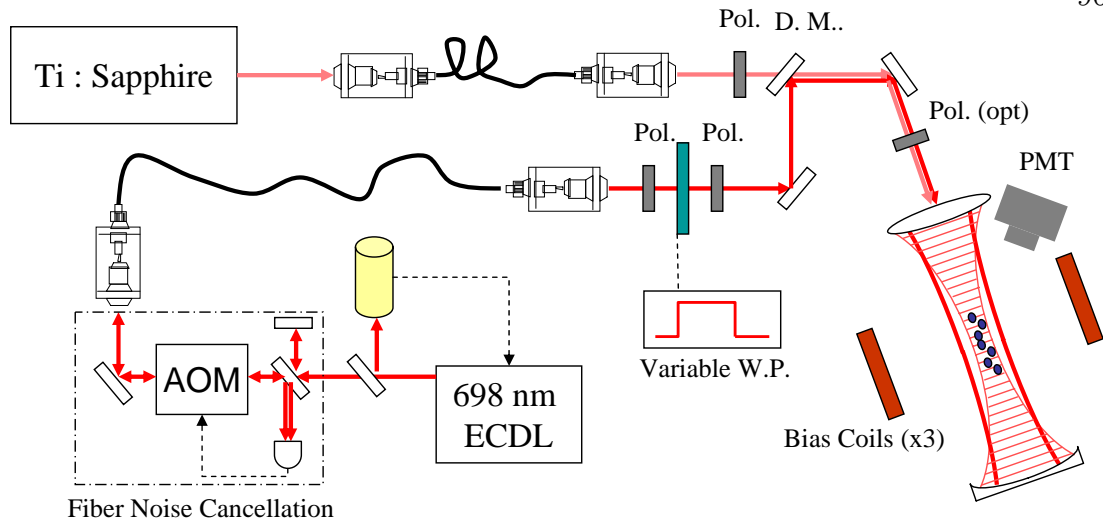 Pol.
D. M..
Ti : Sapphire
Pol. (opt)
Pol.
Pol.
PMT
AOM
698 nm
ECDL
Variable W.P.
Bias Coils (x3)
Fiber Noise Cancellation